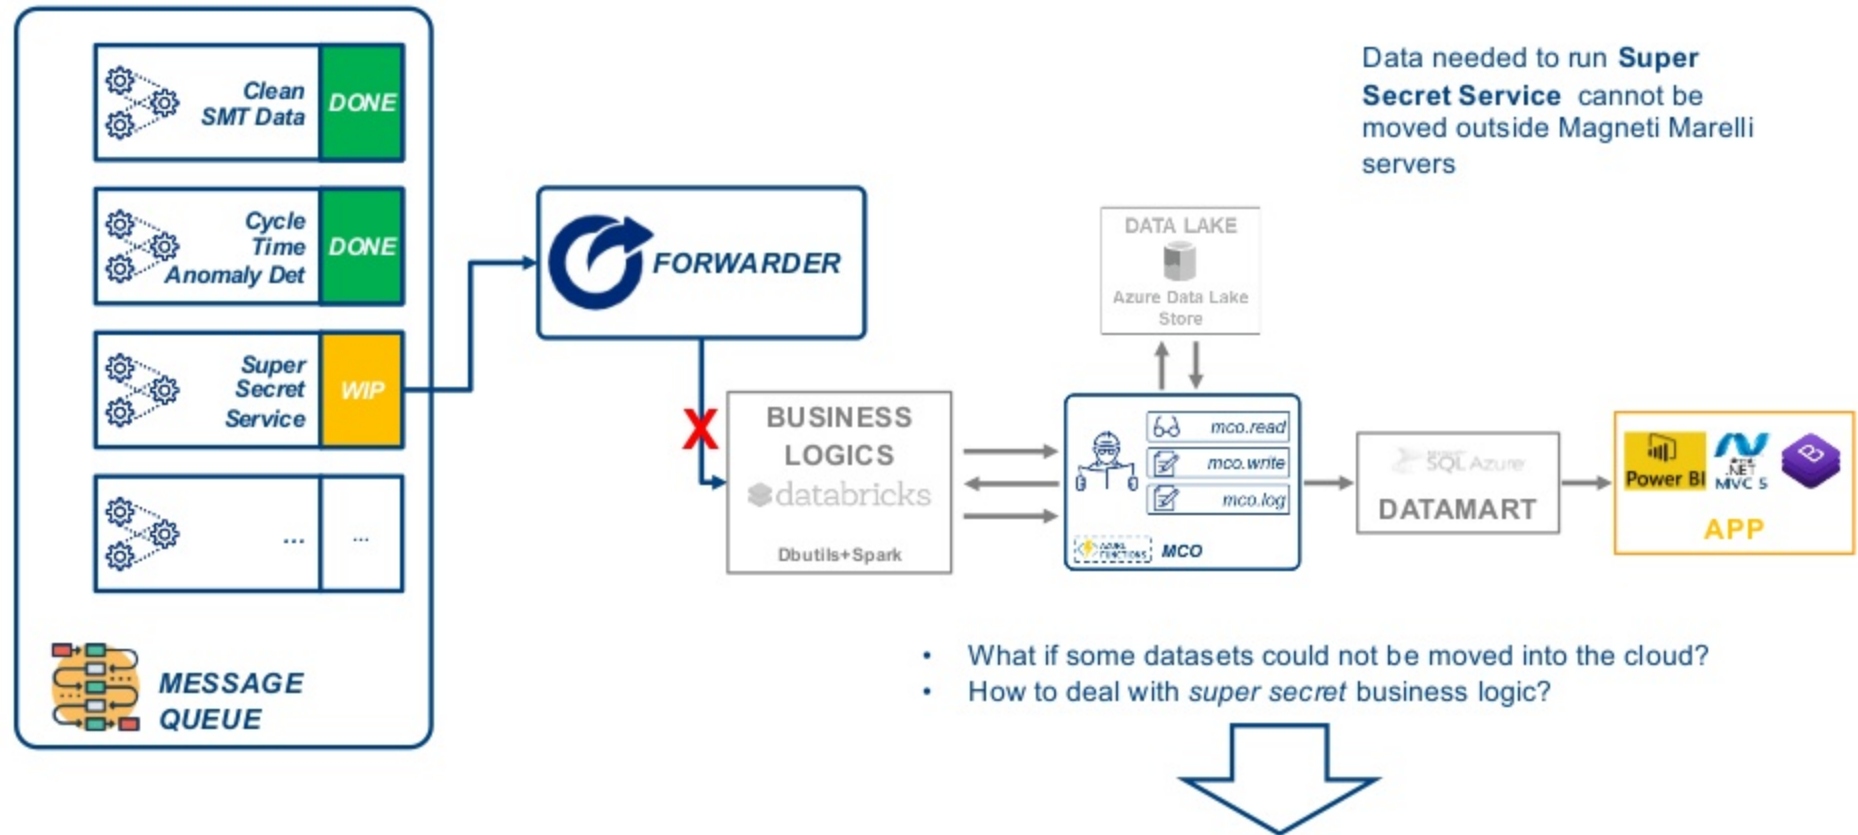 Clean
SMT Data
DONE
Cycle
Time
Anomaly Det
DONE
Super
Secret
Service
WIP
...
...
MESSAGE
QUEUE
FORWARDER
X
BUSINESS
LOGICS
databricks
Dbutils+Spark
DATA LAKE
Azure Data Lake
Store
mco.read
mco.write
mco.log
AZURE
FUNCTIONS
MCO
SQL Azure
DATAMART
Power BI
.NET
MVC 5
B
APP
Data needed to run Super
Secret Service cannot be
moved outside Magneti Marelli
servers
• What if some datasets could not be moved into the cloud?
• How to deal with super secret business logic?